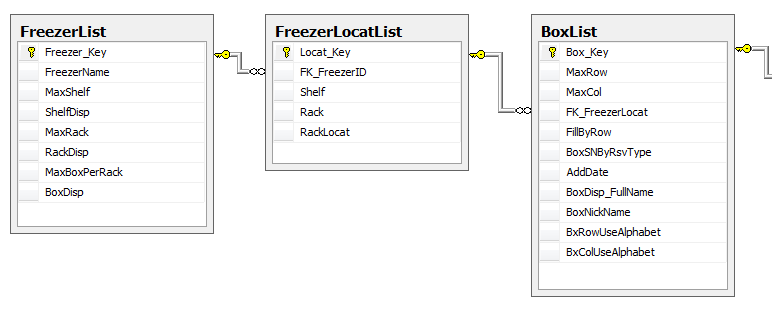 FreezerList
Freezer_Key
FreezerName
MaxShelf
ShelfDisp
MaxRack
RackDisp
MaxBoxPerRack
BoxDisp
FreezerLocatList
Locat_Key
FK_FreezerID
Shelf
Rack
RackLocat
BoxList
Box_Key
MaxRow
MaxCol
FK_FreezerLocat
FillByRow
BoxSNByRsvType
AddDate
BoxDisp_FullName
BoxNickName
BxRowUseAlphabet
BxColUseAlphabet